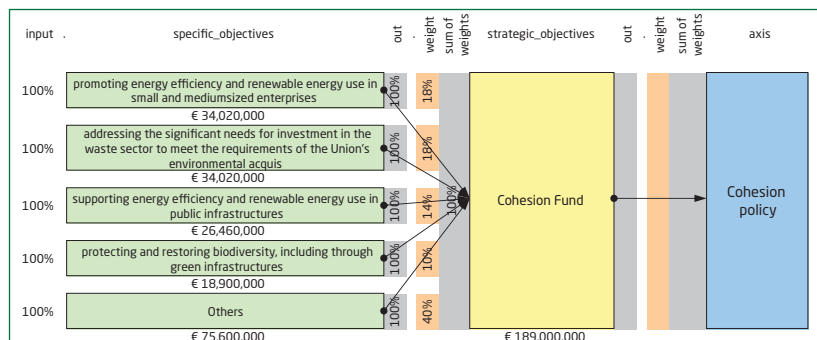 input . specific_objectives out . weight sum of weights strategic_objectives out . weight sum of weights axis
100% promoting energy efficiency and renewable energy use in
small and mediumsized enterprises 100% 18%
€ 34,020,000
100% addressing the significant needs for investment in the
waste sector to meet the requirements of the Union's
environmental acquis 100% 18%
€ 34,020,000
100% supporting energy efficiency and renewable energy use in
public infrastructures 100% 14% 100% Cohesion Fund Cohesion
policy
€ 26,460,000
100% protecting and restoring biodiversity, including through
green infrastructures 100% 10%
€ 18,900,000
100% Others 100% 40%
€ 75,600,000 € 189,000,000